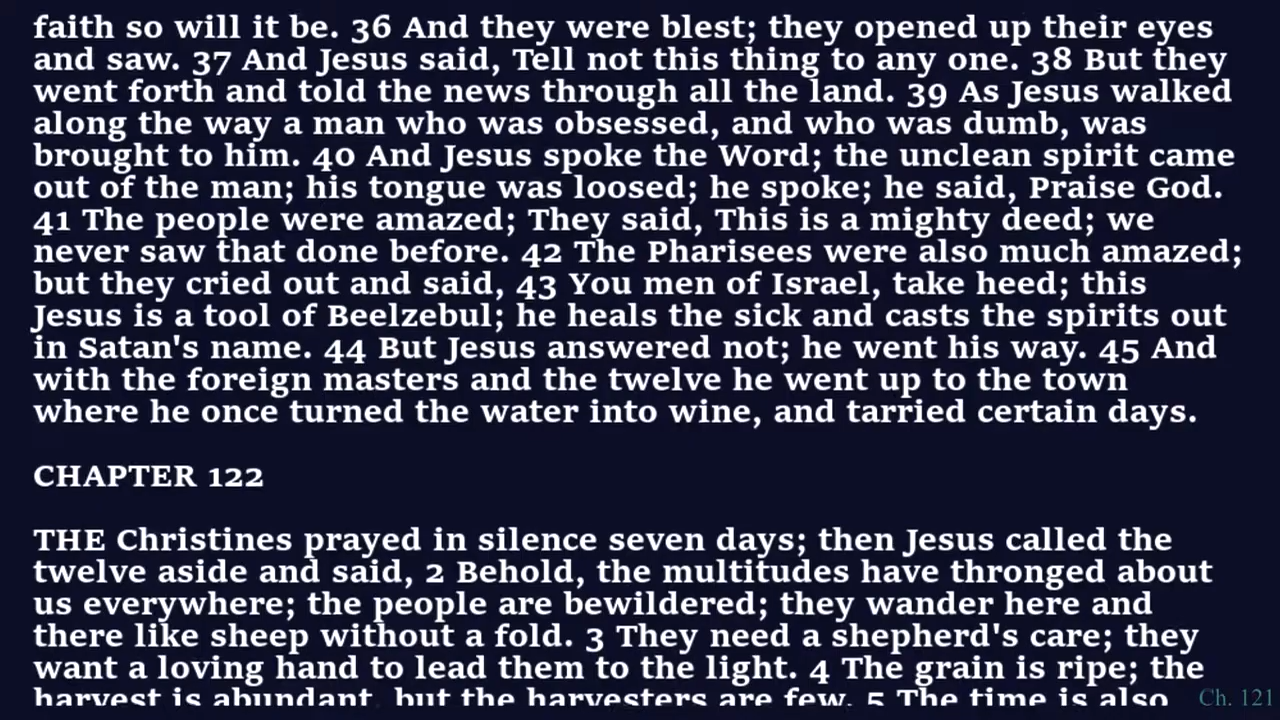 faith so will it be. 36 And they were blest; they opened up their eyes
and saw. 37 And Jesus said, Tell not this thing to any one. 38 But they
went forth and told the news through all the land. 39 As Jesus walked
along the way a man who was obsessed, and who was dumb, was
brought to him. 40 And Jesus spoke the Word; the unclean spirit came
out of the man; his tongue was loosed; he spoke; he said, Praise God.
41 The people were amazed; They said, This is a mighty deed; we
never saw that done before. 42 The Pharisees were also much amazed;
but they cried out and said, 43 You men of Israel, take heed; this
Jesus is a tool of Beelzebul; he heals the sick and casts the spirits out
in Satan's name. 44 But Jesus answered not; he went his way. 45 And
with the foreign masters and the twelve he went up to the town
where he once turned the water into wine, and tarried certain days.
CHAPTER 122
THE Christines prayed in silence seven days; then Jesus called the
twelve aside and said, 2 Behold, the multitudes have thronged about
us everywhere; the people are bewildered; they wander here and
there like sheep without a fold. 3 They need a shepherd's care; they
want a loving hand to lead them to the light. 4 The grain is ripe; the
harvest is abundant, but the harvesters are few. 5 The time is also
Ch. 121